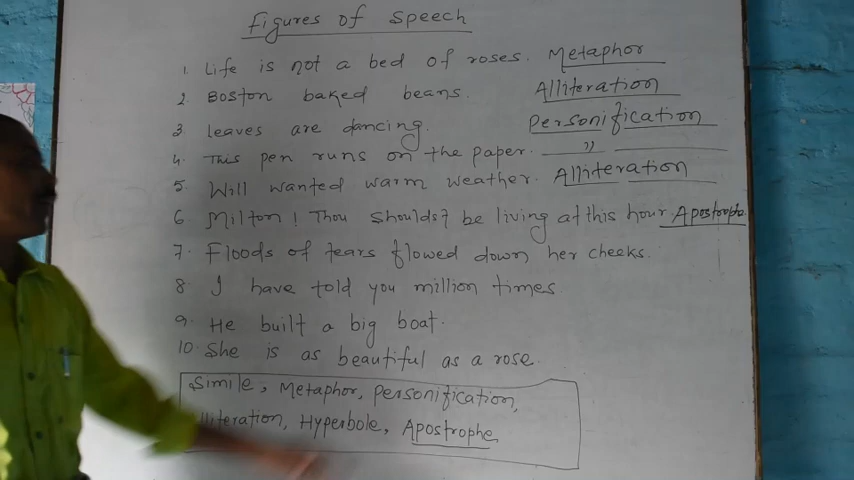 Figures of Speech
1. Life is not a bed of roses. Metaphor
2. Boston baked beans. Alliteration
3 leaves are dancing. Personification
4. This pen runs on the paper. — " —
5. Will wanted warm weather. Alliteration
6 Milton! Thou shouldst be living at this hour Apostrophe
7. Floods of tears flowed down her cheeks.
8 I have told you million times
9. He built a big boat.
10. She is as beautiful as a rose.
Simile, Metaphor, Personification,
lliteration, Hyperbole, Apostrophe